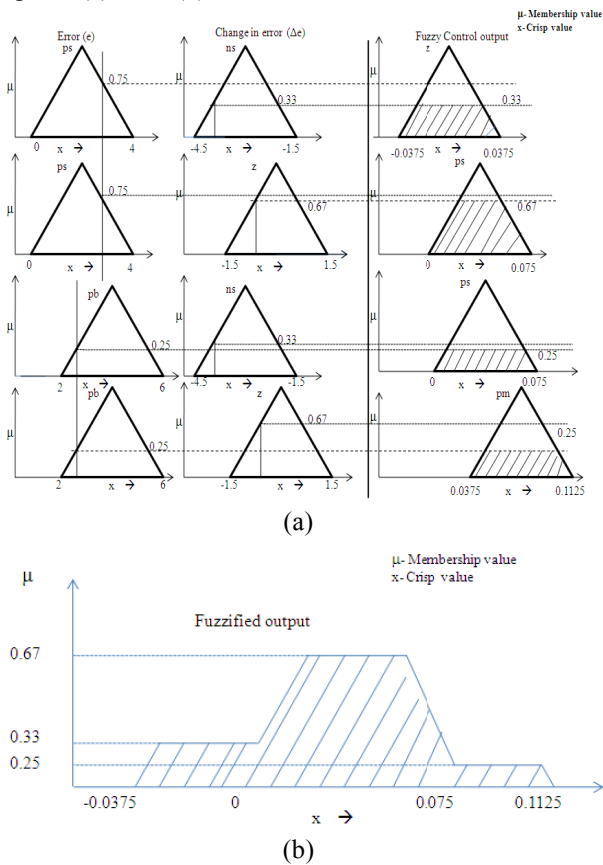 μ-Membership value
x-Crisp value
Error (e)
Change in error (Δe)
Fuzzy Control output
ps
ns
z
μ
0.75
μ
0.33
μ
0.33
0 x → 4
-4.5 x → -1.5
-0.0375 x → 0.0375
ps
z
ps
μ
0.75
μ
0.67
μ
0.67
0 x → 4
-1.5 x → 1.5
0 x → 0.075
pb
ns
ps
μ
0.25
μ
0.33
μ
0.25
2 x → 6
-4.5 x → -1.5
0 x → 0.075
pb
z
pm
μ
0.25
μ
0.67
μ
0.25
2 x → 6
-1.5 x → 1.5
0.0375 x → 0.1125
(a)
μ
μ- Membership value
x- Crisp value
Fuzzified output
0.67
0.33
0.25
-0.0375 0 0.075 0.1125
x →
(b)